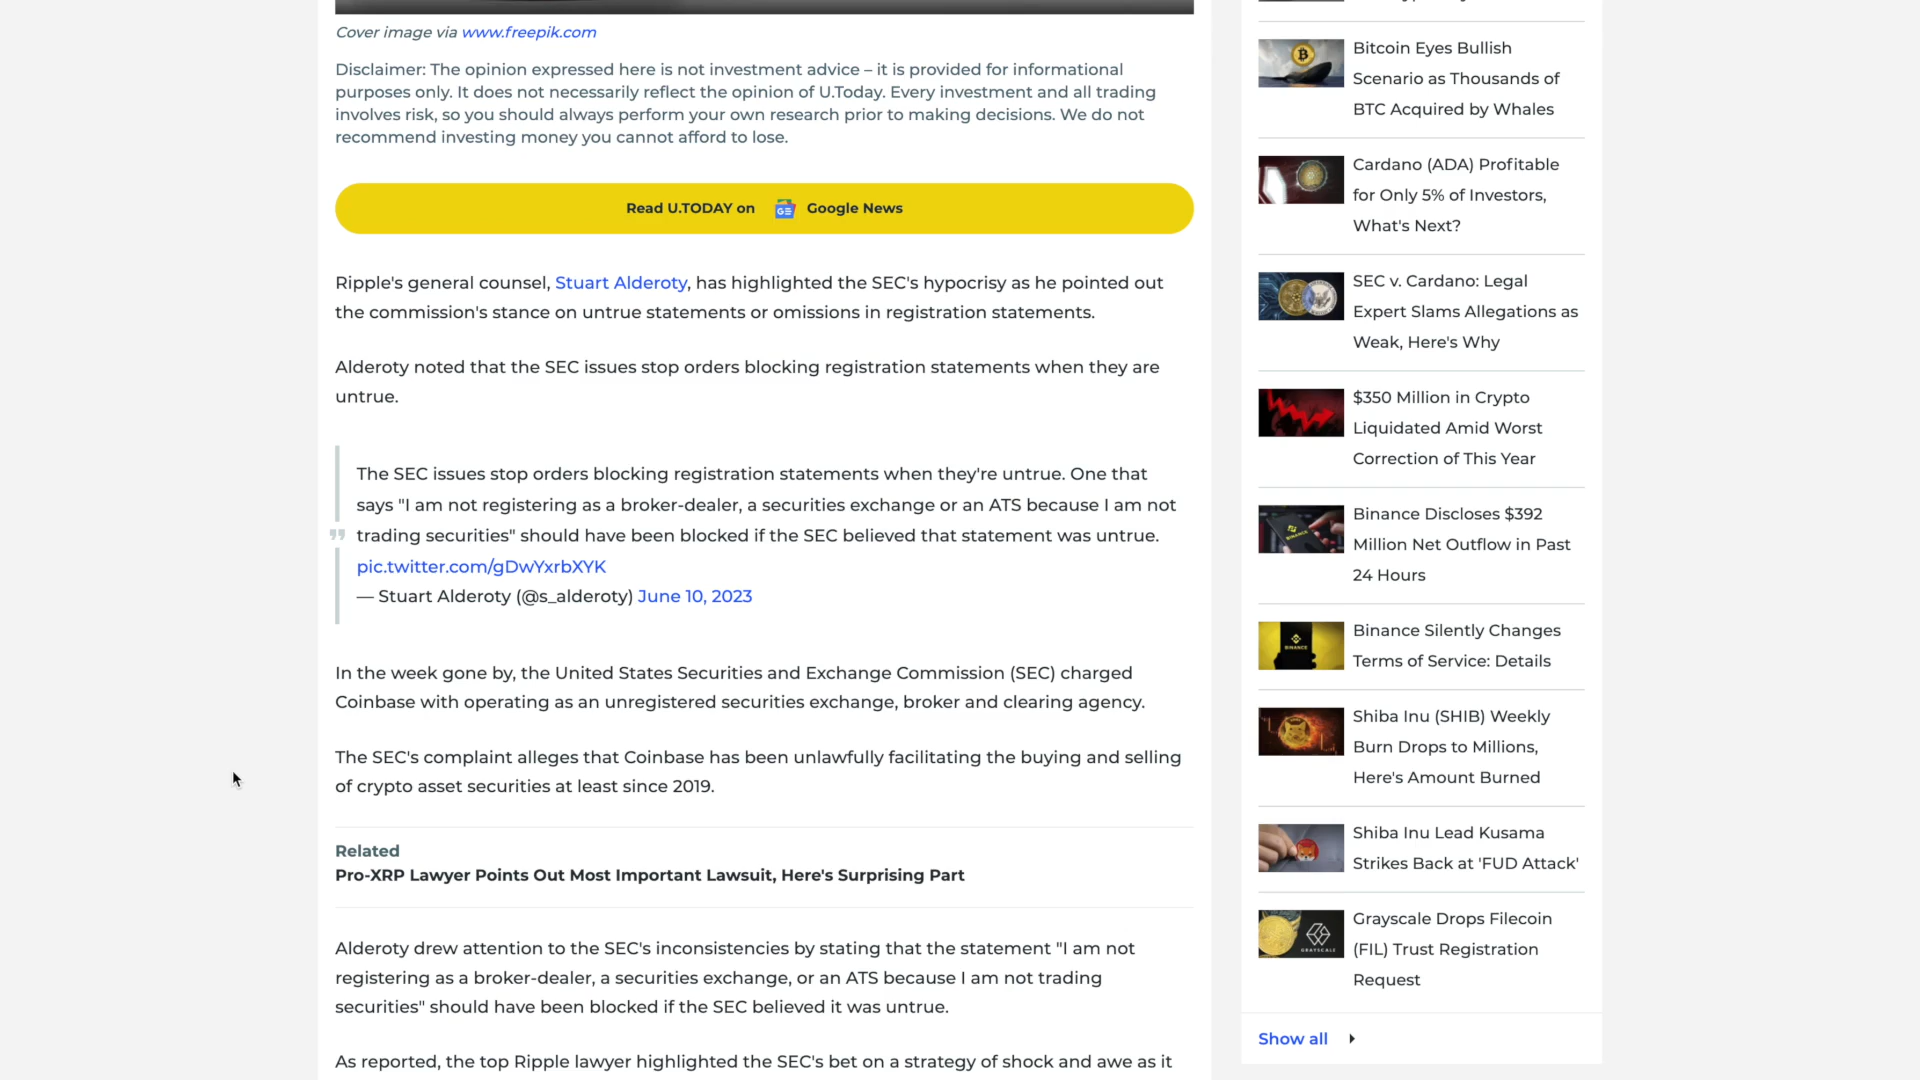 Cover image via www.freepik.com
Disclaimer: The opinion expressed here is not investment advice – it is provided for informational
purposes only. It does not necessarily reflect the opinion of U.Today. Every investment and all trading
involves risk, so you should always perform your own research prior to making decisions. We do not
recommend investing money you cannot afford to lose.
Read U.TODAY on Google News
Ripple's general counsel, Stuart Alderoty, has highlighted the SEC's hypocrisy as he pointed out
the commission's stance on untrue statements or omissions in registration statements.
Alderoty noted that the SEC issues stop orders blocking registration statements when they are
untrue.
The SEC issues stop orders blocking registration statements when they're untrue. One that
says "I am not registering as a broker-dealer, a securities exchange or an ATS because I am not
trading securities" should have been blocked if the SEC believed that statement was untrue.
pic.twitter.com/gDwYxrbXYK
— Stuart Alderoty (@s_alderoty) June 10, 2023
In the week gone by, the United States Securities and Exchange Commission (SEC) charged
Coinbase with operating as an unregistered securities exchange, broker and clearing agency.
The SEC's complaint alleges that Coinbase has been unlawfully facilitating the buying and selling
of crypto asset securities at least since 2019.
Related
Pro-XRP Lawyer Points Out Most Important Lawsuit, Here's Surprising Part
Alderoty drew attention to the SEC's inconsistencies by stating that the statement "I am not
registering as a broker-dealer, a securities exchange, or an ATS because I am not trading
securities" should have been blocked if the SEC believed it was untrue.
As reported, the top Ripple lawyer highlighted the SEC's bet on a strategy of shock and awe as it
Bitcoin Eyes Bullish
Scenario as Thousands of
BTC Acquired by Whales
Cardano (ADA) Profitable
for Only 5% of Investors,
What's Next?
SEC v. Cardano: Legal
Expert Slams Allegations as
Weak, Here's Why
$350 Million in Crypto
Liquidated Amid Worst
Correction of This Year
Binance Discloses $392
Million Net Outflow in Past
24 Hours
BINANCE
Binance Silently Changes
Terms of Service: Details
Shiba Inu (SHIB) Weekly
Burn Drops to Millions,
Here's Amount Burned
Shiba Inu Lead Kusama
Strikes Back at 'FUD Attack'
GRAYSCALE
Grayscale Drops Filecoin
(FIL) Trust Registration
Request
Show all